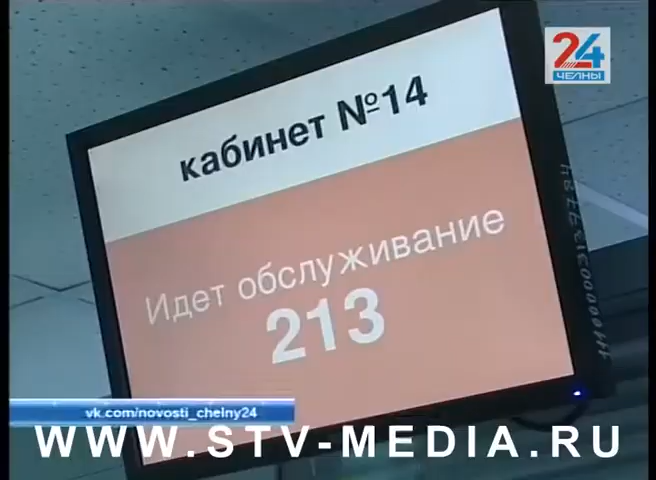 24
ЧЕЛНЫ
кабинет №14
Идет обслуживание
213
vk.com/novosti_chelny24
WWW.STV-MEDIA.RU